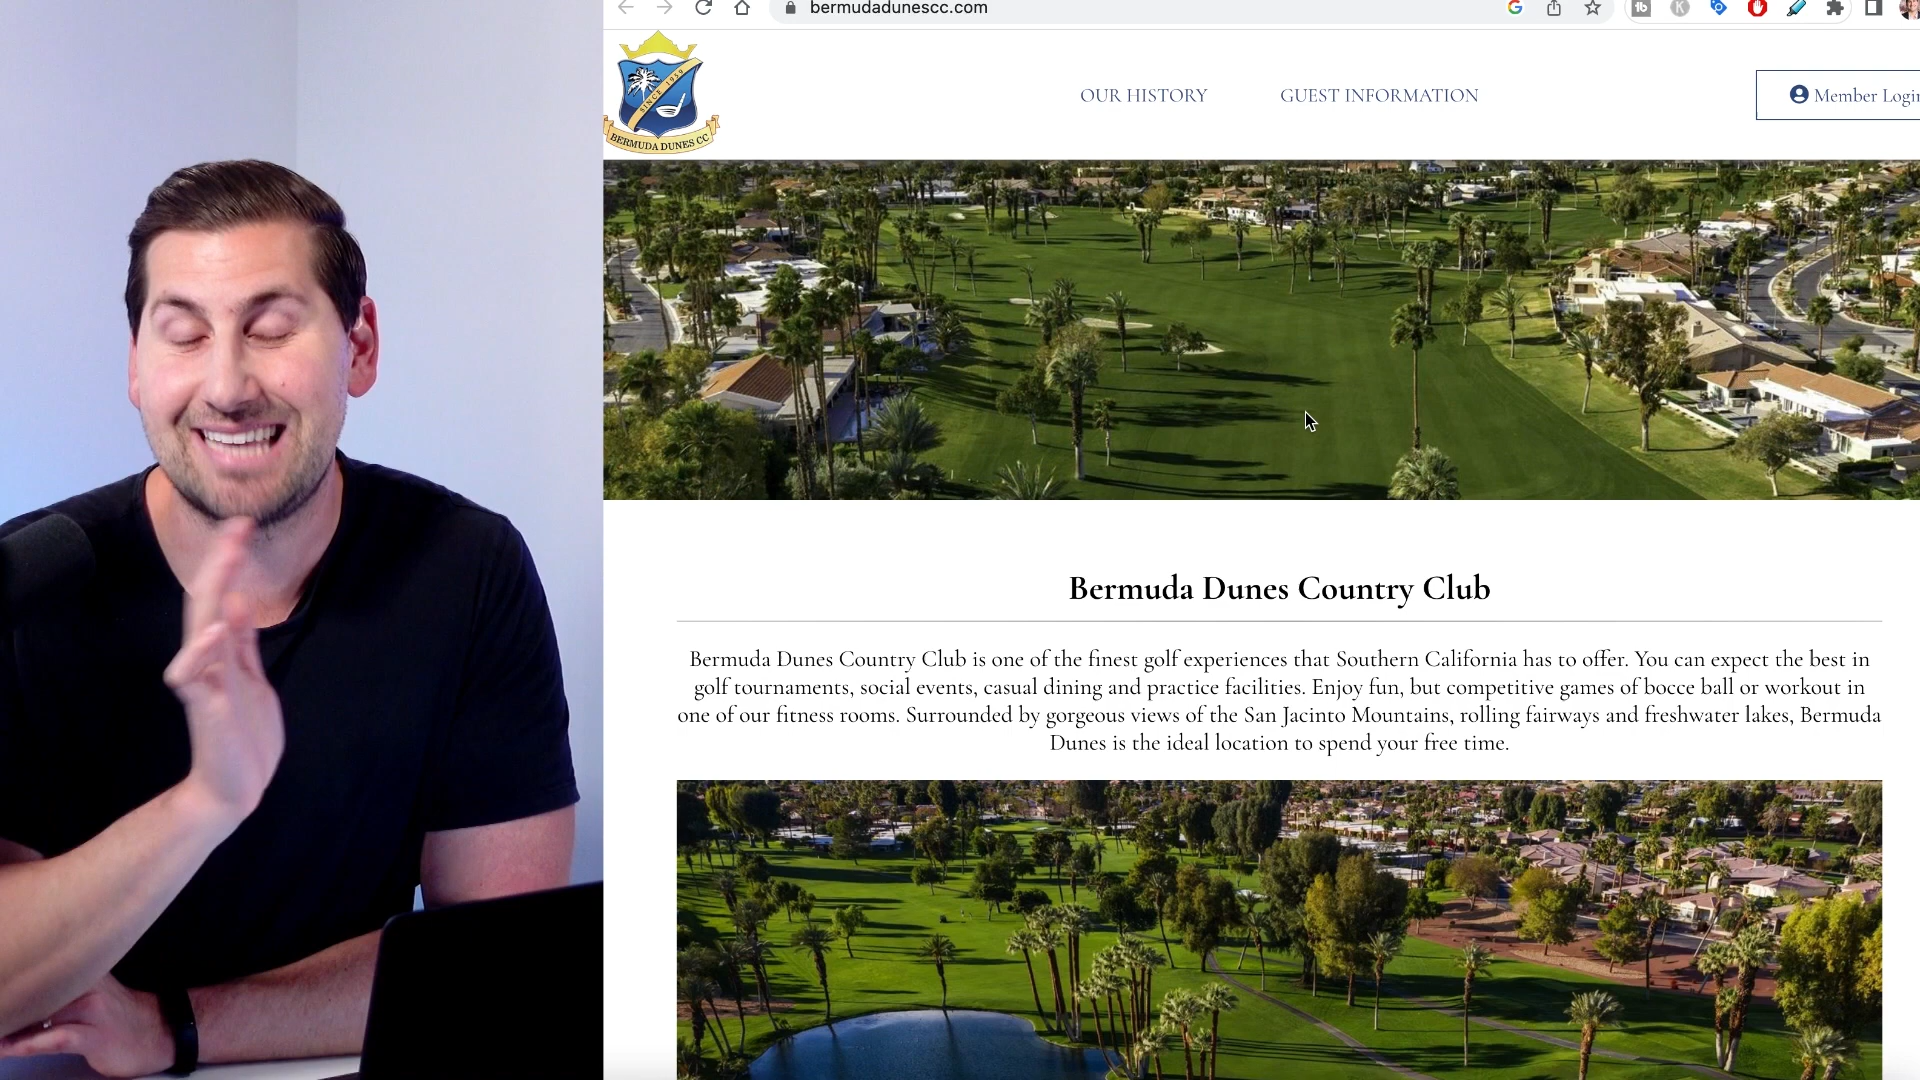 bermudadunescc.com
SINCE 1959
BERMUDA DUNES CC
OUR HISTORY
GUEST INFORMATION
Member Login
Bermuda Dunes Country Club
Bermuda Dunes Country Club is one of the finest golf experiences that Southern California has to offer. You can expect the best in
golf tournaments, social events, casual dining and practice facilities. Enjoy fun, but competitive games of bocce ball or workout in
one of our fitness rooms. Surrounded by gorgeous views of the San Jacinto Mountains, rolling fairways and freshwater lakes, Bermuda
Dunes is the ideal location to spend your free time.